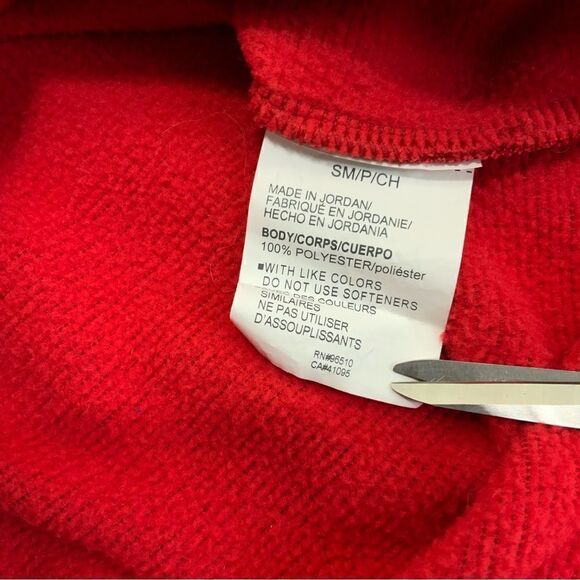 SM/P/CH
MADE IN JORDAN/
FABRIQUÉ EN JORDANIE/
HECHO EN JORDANIA
BODY/CORPS/CUERPO
100% POLYESTER/poliéster
■WITH LIKE COLORS
DO NOT USE SOFTENERS
DES COULEURS
SIMILAIRES
NE PAS UTILISER
D'ASSOUPLISSANTS
RN#96510
CA#41095